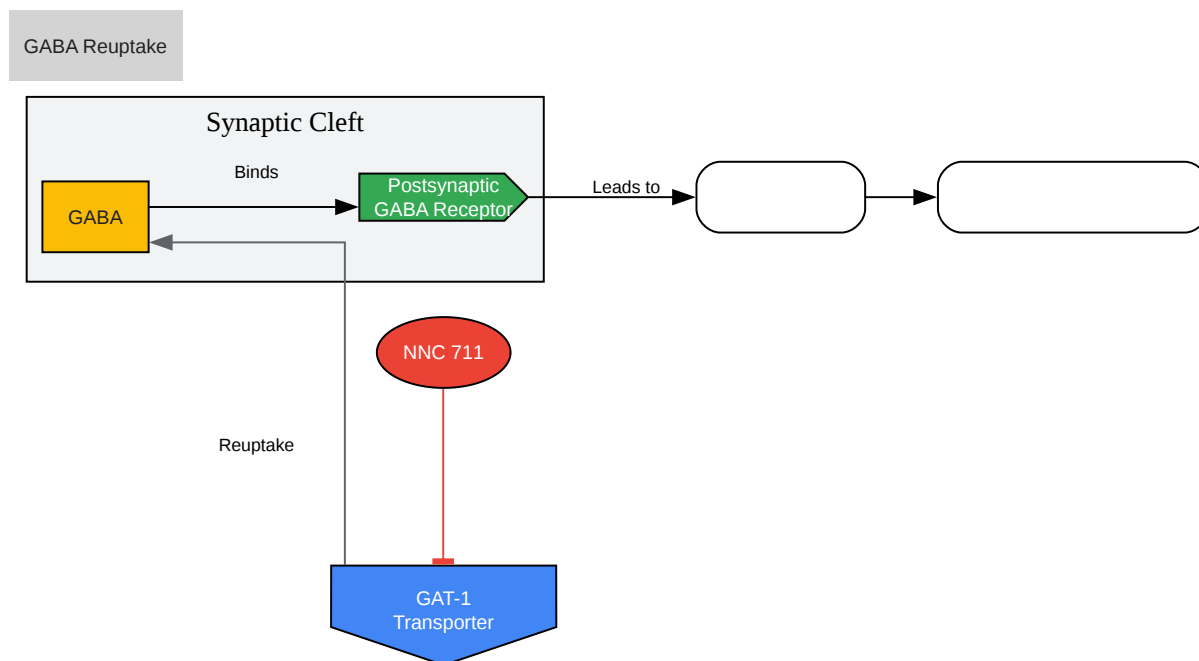 GABA Reuptake
Synaptic Cleft
Binds
Postsynaptic
GABA Receptor
GABA
Leads to
NNC 711
Reuptake
GAT-1
Transporter